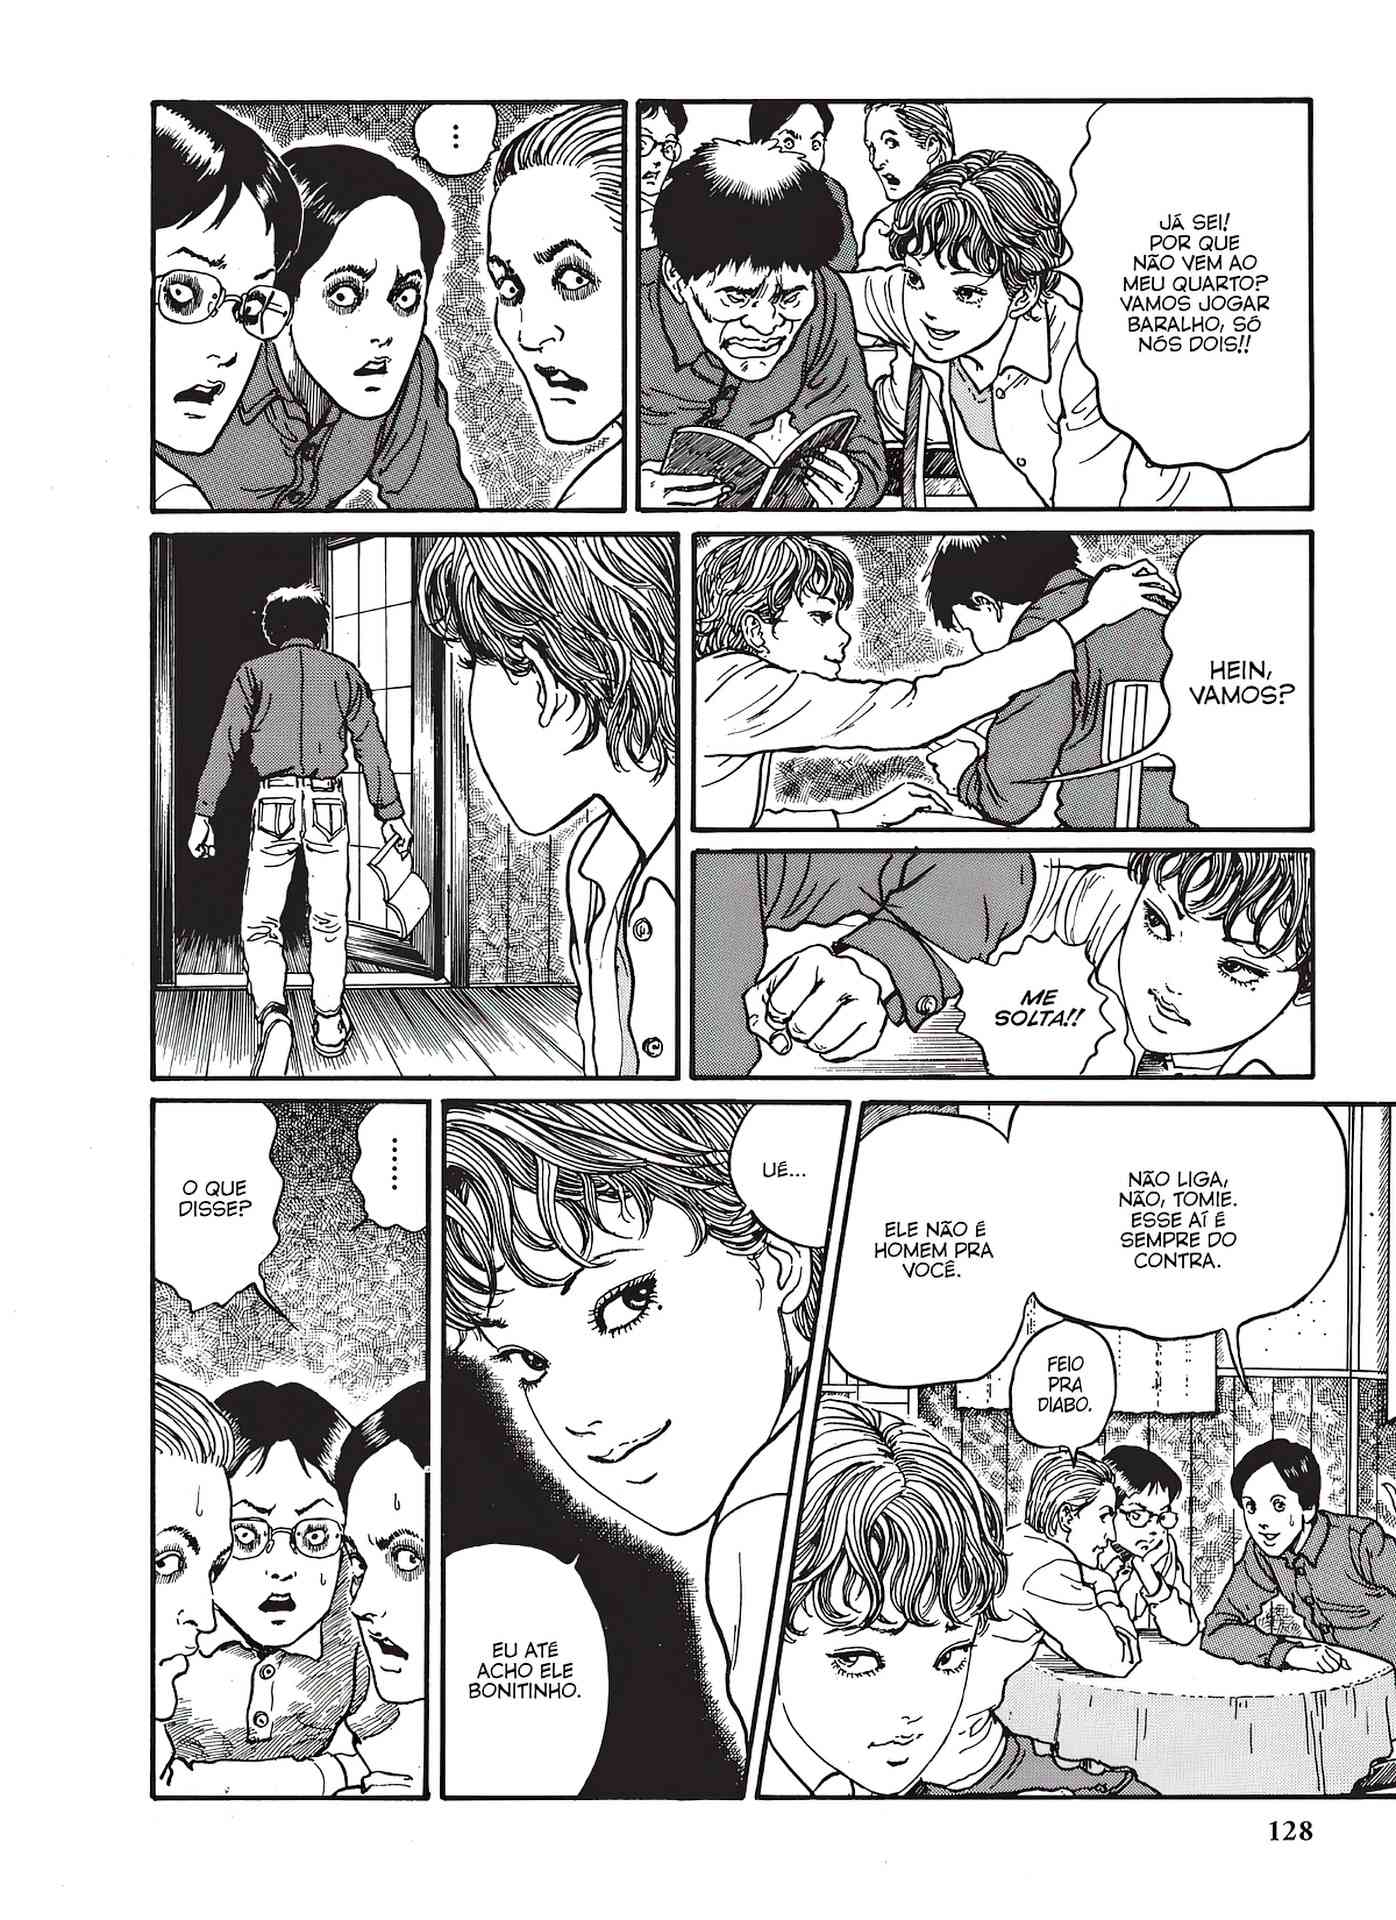 JÁ SEI!
POR QUE
NÃO VEM AO
MEU QUARTO?
VAMOS JOGAR
BARALHO, SÓ
NÓS DOIS!!
...
HEIN,
VAMOS?
ME
SOLTA!!
NÃO LIGA,
NÃO, TOMIE.
ESSE AÍ É
SEMPRE DO
CONTRA.
ELE NÃO É
HOMEM PRA
VOCÊ.
FEIO
PRA
DIABO.
UÉ...
EU ATÉ
ACHO ELE
BONITINHO.
......
O QUE
DISSE?
128